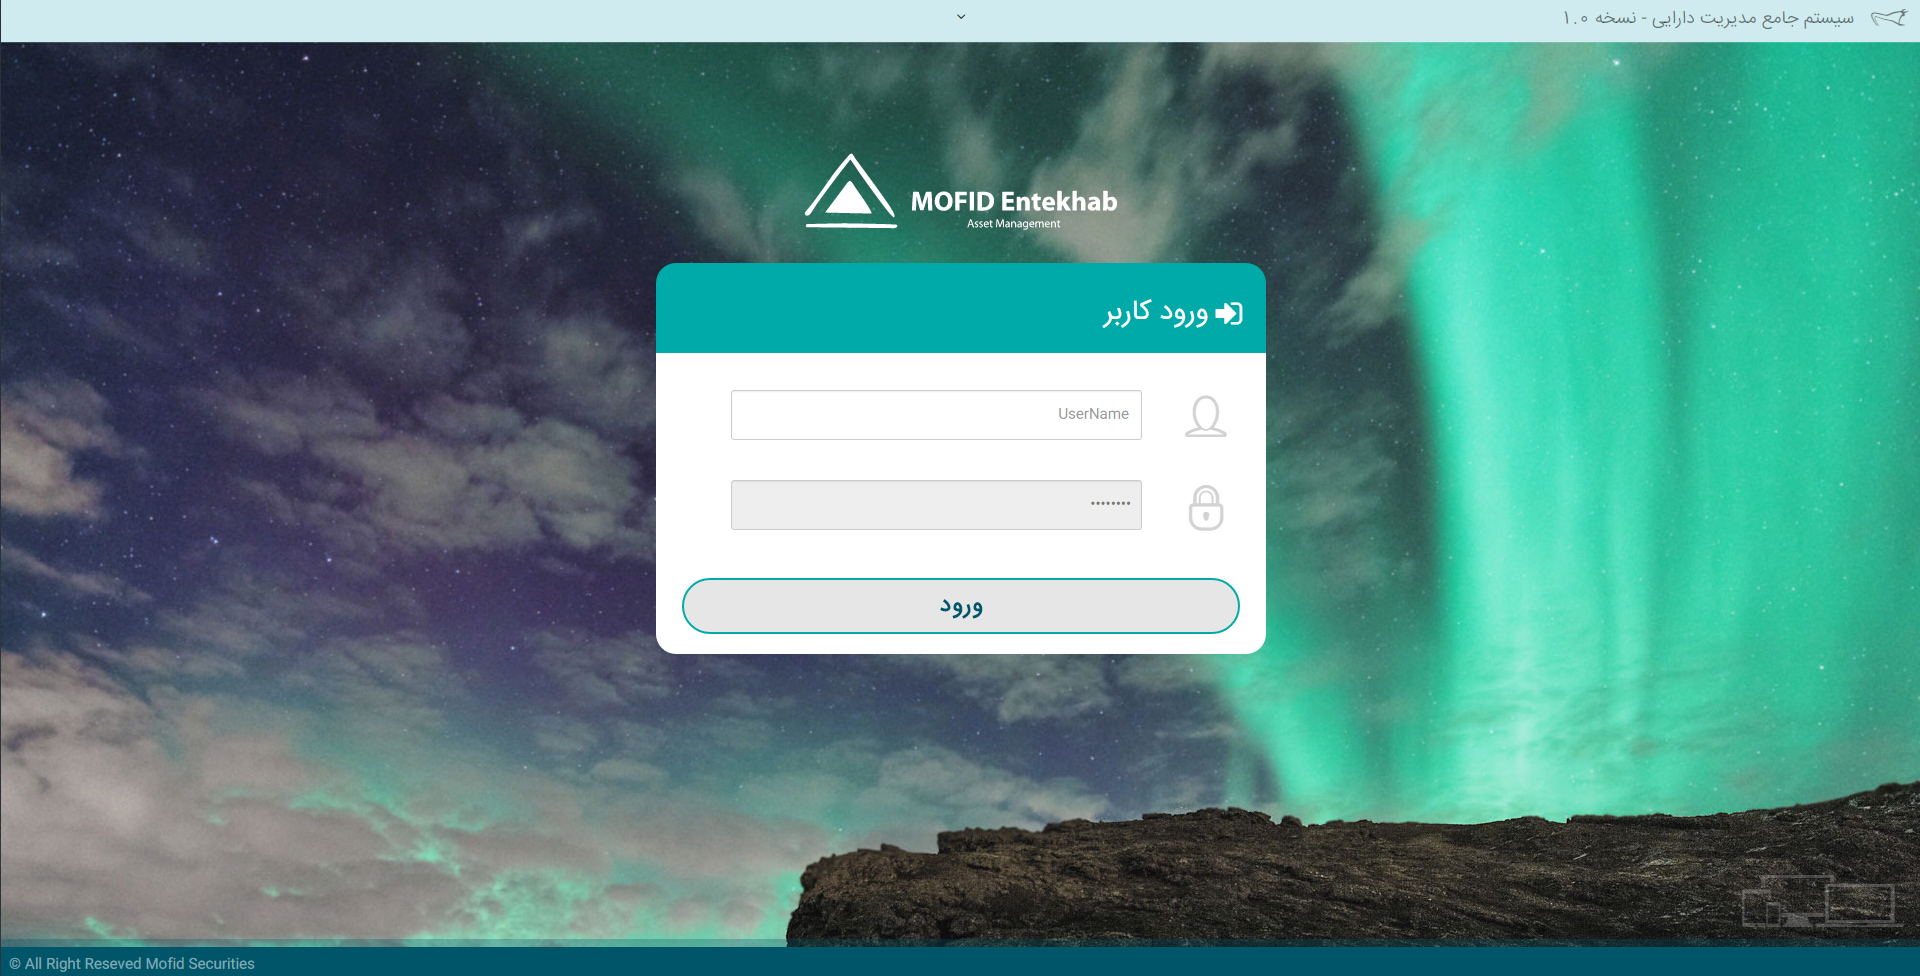 سیستم جامع مدیریت دارایی - نسخه ۱.۰
MOFID Entekhab
Asset Management
ورود کاربر
UserName
••••••••
ورود
© All Right Reseved Mofid Securities